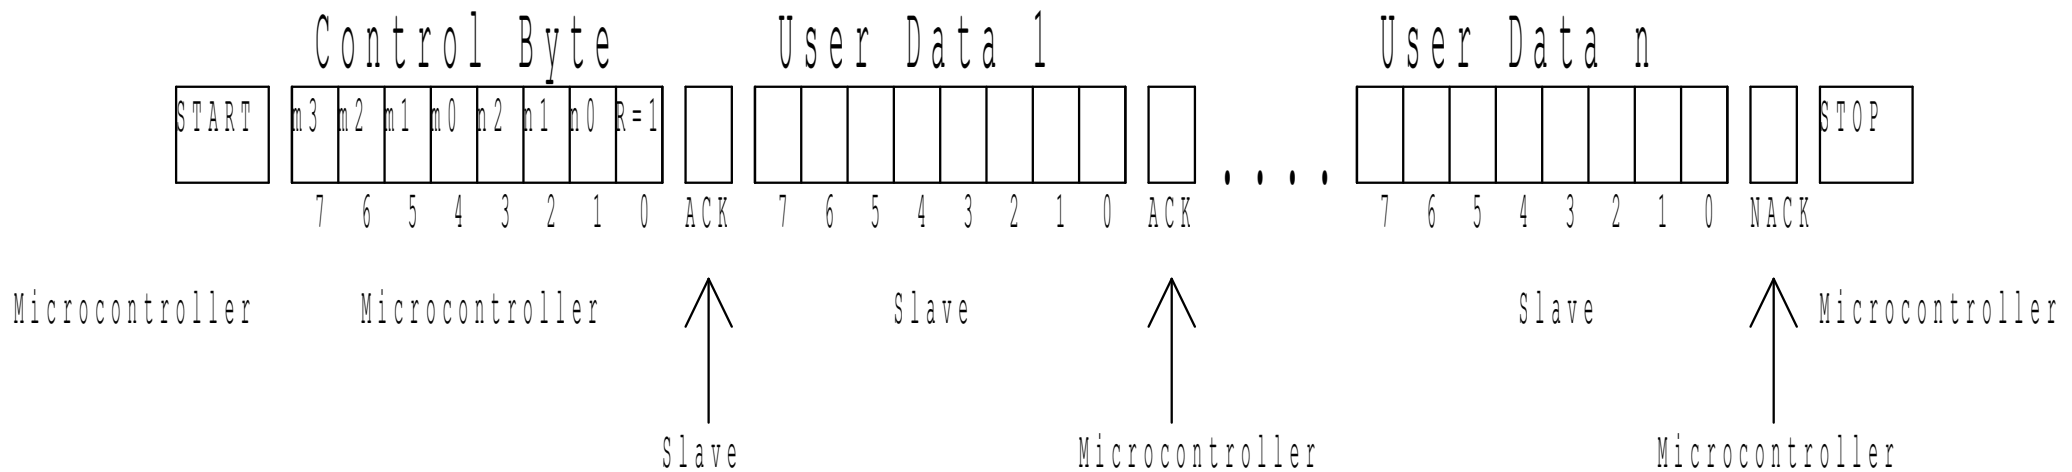 Control Byte User Data 1 User Data n
START m3 m2 m1 m0 n2 n1 n0 R=1 STOP
7 6 5 4 3 2 1 0 ACK 7 6 5 4 3 2 1 0 ACK 7 6 5 4 3 2 1 0 NACK
....
Microcontroller Microcontroller Slave Slave Microcontroller
Slave Microcontroller Microcontroller